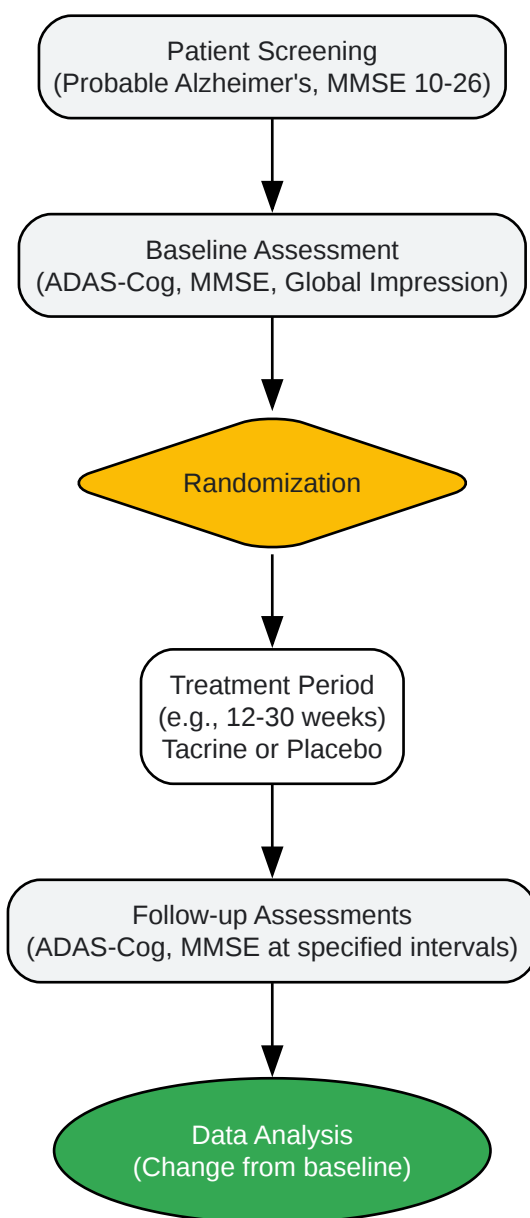 Patient Screening
(Probable Alzheimer's, MMSE 10-26)
Baseline Assessment
(ADAS-Cog, MMSE, Global Impression)
Randomization
Treatment Period
(e.g., 12-30 weeks)
Tacrine or Placebo
Follow-up Assessments
(ADAS-Cog, MMSE at specified intervals)
Data Analysis
(Change from baseline)